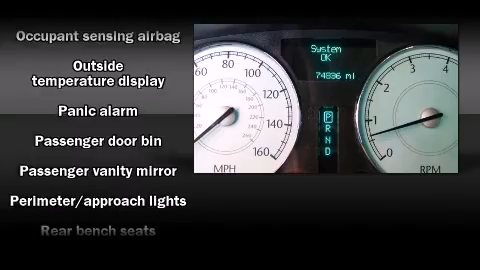 Occupant sensing airbag
Outside
temperature display
Panic alarm
Passenger door bin
Passenger vanity mirror
Perimeter/approach lights
Rear bench seats
System
OK
74836 mi
60 80 100 120 140 160
MPH
P
R
N
D
0 1 2 3 4
RPM